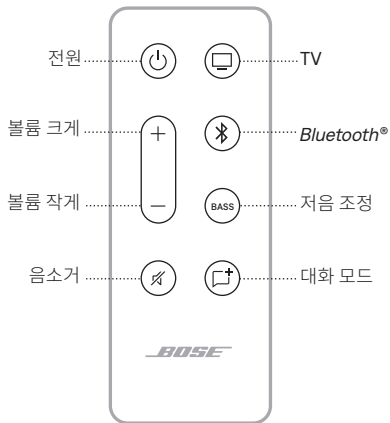 전원
TV
볼륨 크게
Bluetooth®
볼륨 작게
BASS
저음 조정
음소거
대화 모드
BOSE